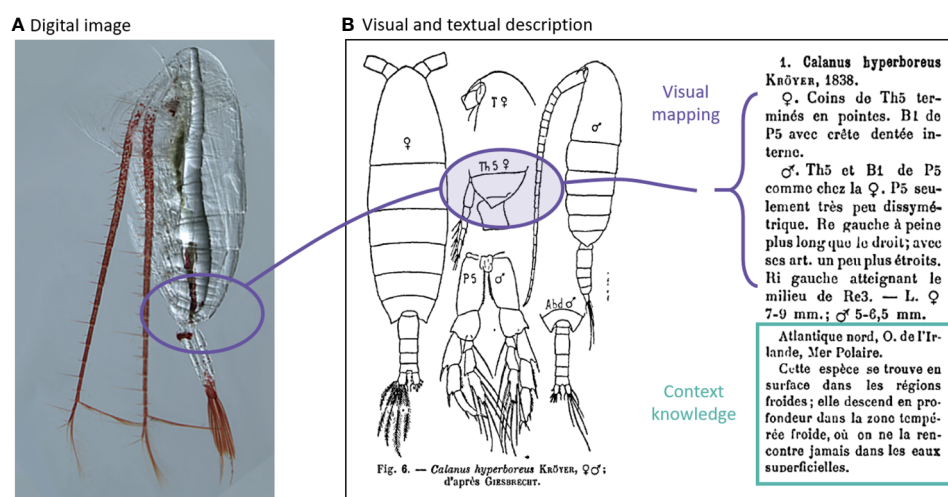 A Digital image
B Visual and textual description
♀
T♀
♂
Th5 ♀
P5
♂
Abd ♂
Fig. 6. — Calanus hyperboreus KRÖYER, ♀♂;
d'après GIESBRECHT.
Visual
mapping
Context
knowledge
1. Calanus hyperboreus
KRÖYER, 1838.
♀. Coins de Th5 ter-
minés en pointes. B1 de
P5 avec crête dentée in-
terne.
♂. Th5 et B1 de P5
comme chez la ♀. P5 seu-
lement très peu dissymé-
trique. Re gauche à peine
plus long que le droit; avec
ses art. un peu plus étroits.
Ri gauche atteignant le
milieu de Re3. — L. ♀
7-9 mm.; ♂ 5-6,5 mm.
Atlantique nord, O. de l'Ir-
lande, Mer Polaire.
Cette espèce se trouve en
surface dans les régions
froides; elle descend en pro-
fondeur dans la zone tempé-
rée froide, où on ne la ren-
contre jamais dans les eaux
superficielles.